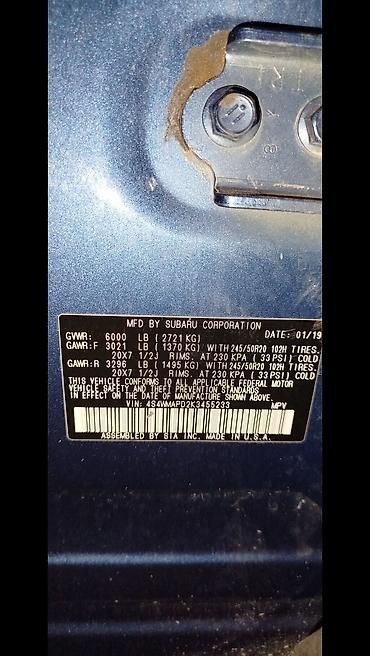 MFD BY SUBARU CORPORATION
GVWR: 6000 LB ( 2721 KG) DATE: 01/19
GAWR:F 3021 LB ( 1370 KG) WITH 245/50R20 102H TIRES.
20X7 1/2J RIMS. AT 230 KPA ( 33 PSI) COLD
GAWR:R 3296 LB ( 1495 KG) WITH 245/50R20 102H TIRES.
20X7 1/2J RIMS. AT 230 KPA ( 33 PSI) COLD
THIS VEHICLE CONFORMS TO ALL APPLICABLE FEDERAL MOTOR
VEHICLE SAFETY AND THEFT PREVENTION STANDARDS
IN EFFECT ON THE DATE OF MANUFACTURE SHOWN ABOVE.
VIN: 4S4WMAPD2K3455233 MPV
ASSEMBLED BY SIA INC. MADE IN U.S.A.